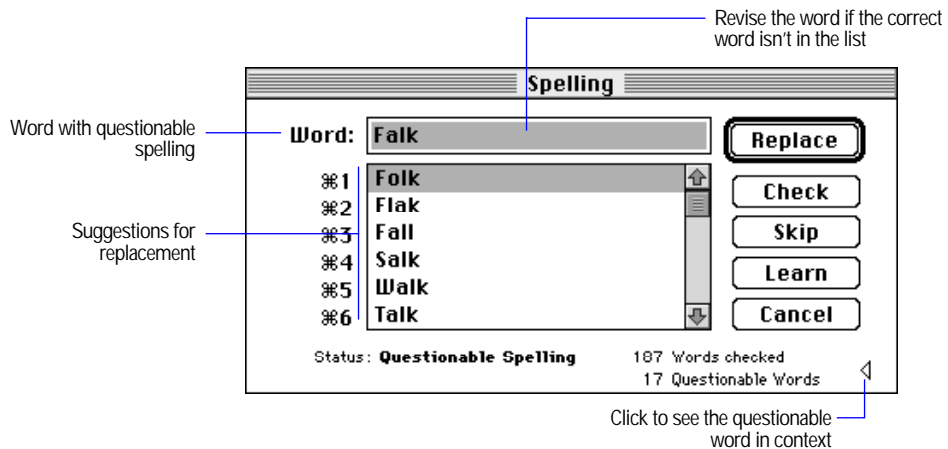 Revise the word if the correct
word isn't in the list
Spelling
Word with questionable
spelling
Word: Falk
Replace
⌘1 Folk
⌘2 Flak
⌘3 Fall
⌘4 Salk
⌘5 Walk
⌘6 Talk
Check
Skip
Learn
Cancel
Suggestions for
replacement
Status: Questionable Spelling
187 Words checked
17 Questionable Words
Click to see the questionable
word in context